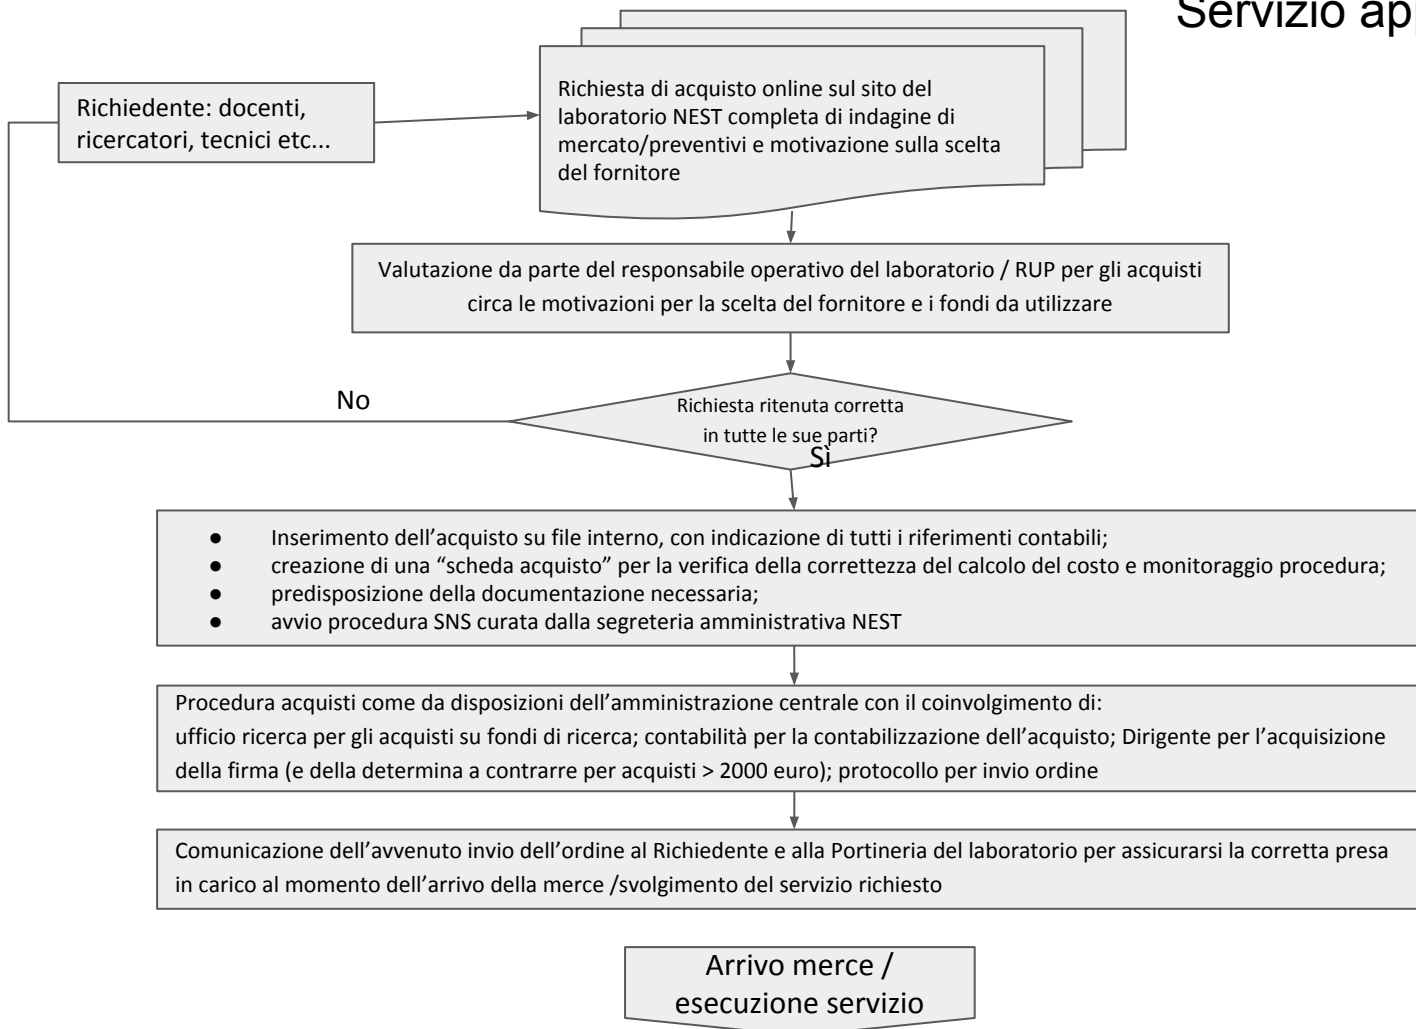 Servizio app
Richiedente: docenti,
ricercatori, tecnici etc...
Richiesta di acquisto online sul sito del
laboratorio NEST completa di indagine di
mercato/preventivi e motivazione sulla scelta
del fornitore
Valutazione da parte del responsabile operativo del laboratorio / RUP per gli acquisti
circa le motivazioni per la scelta del fornitore e i fondi da utilizzare
No
Richiesta ritenuta corretta
in tutte le sue parti?
Sì
● Inserimento dell’acquisto su file interno, con indicazione di tutti i riferimenti contabili;
● creazione di una “scheda acquisto” per la verifica della correttezza del calcolo del costo e monitoraggio procedura;
● predisposizione della documentazione necessaria;
● avvio procedura SNS curata dalla segreteria amministrativa NEST
Procedura acquisti come da disposizioni dell’amministrazione centrale con il coinvolgimento di:
ufficio ricerca per gli acquisti su fondi di ricerca; contabilità per la contabilizzazione dell’acquisto; Dirigente per l’acquisizione
della firma (e della determina a contrarre per acquisti > 2000 euro); protocollo per invio ordine
Comunicazione dell’avvenuto invio dell’ordine al Richiedente e alla Portineria del laboratorio per assicurarsi la corretta presa
in carico al momento dell’arrivo della merce /svolgimento del servizio richiesto
Arrivo merce /
esecuzione servizio